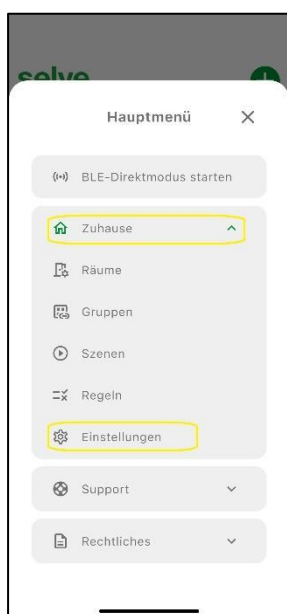 selve
Hauptmenü
BLE-Direktmodus starten
Zuhause
Räume
Gruppen
Szenen
Regeln
Einstellungen
Support
Rechtliches